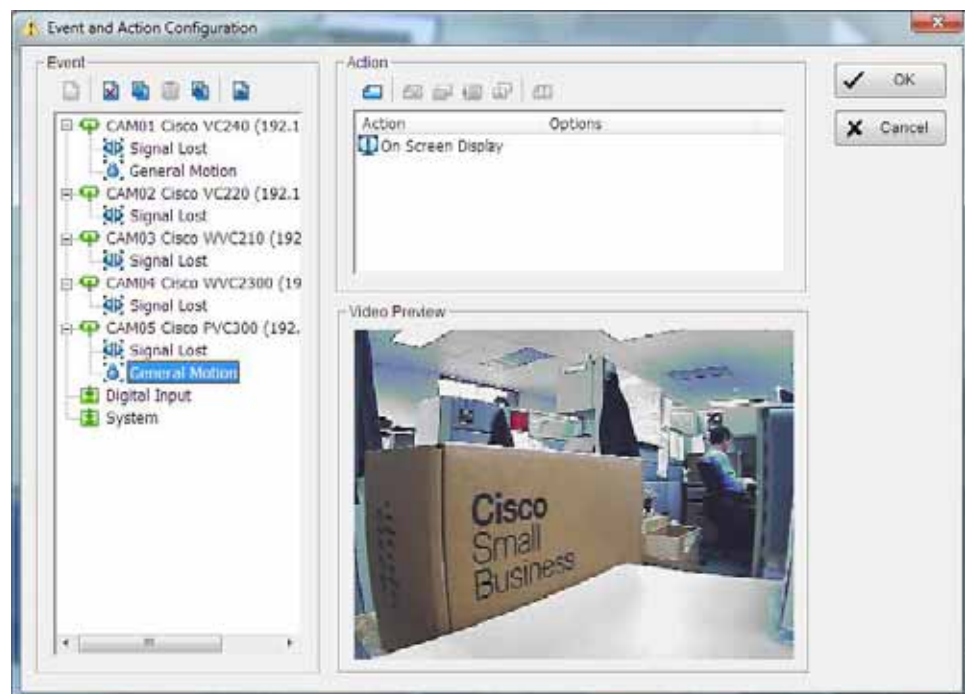 Event and Action Configuration
Event
CAM01 Cisco VC240 (192.1
Signal Lost
General Motion
CAM02 Cisco VC220 (192.1
Signal Lost
CAM03 Cisco WVC210 (192
Signal Lost
CAM04 Cisco WVC2300 (19
Signal Lost
CAM05 Cisco PVC300 (192.
Signal Lost
General Motion
Digital Input
System
Action
Action Options
On Screen Display
Video Preview
Cisco
Small
Business
OK
Cancel